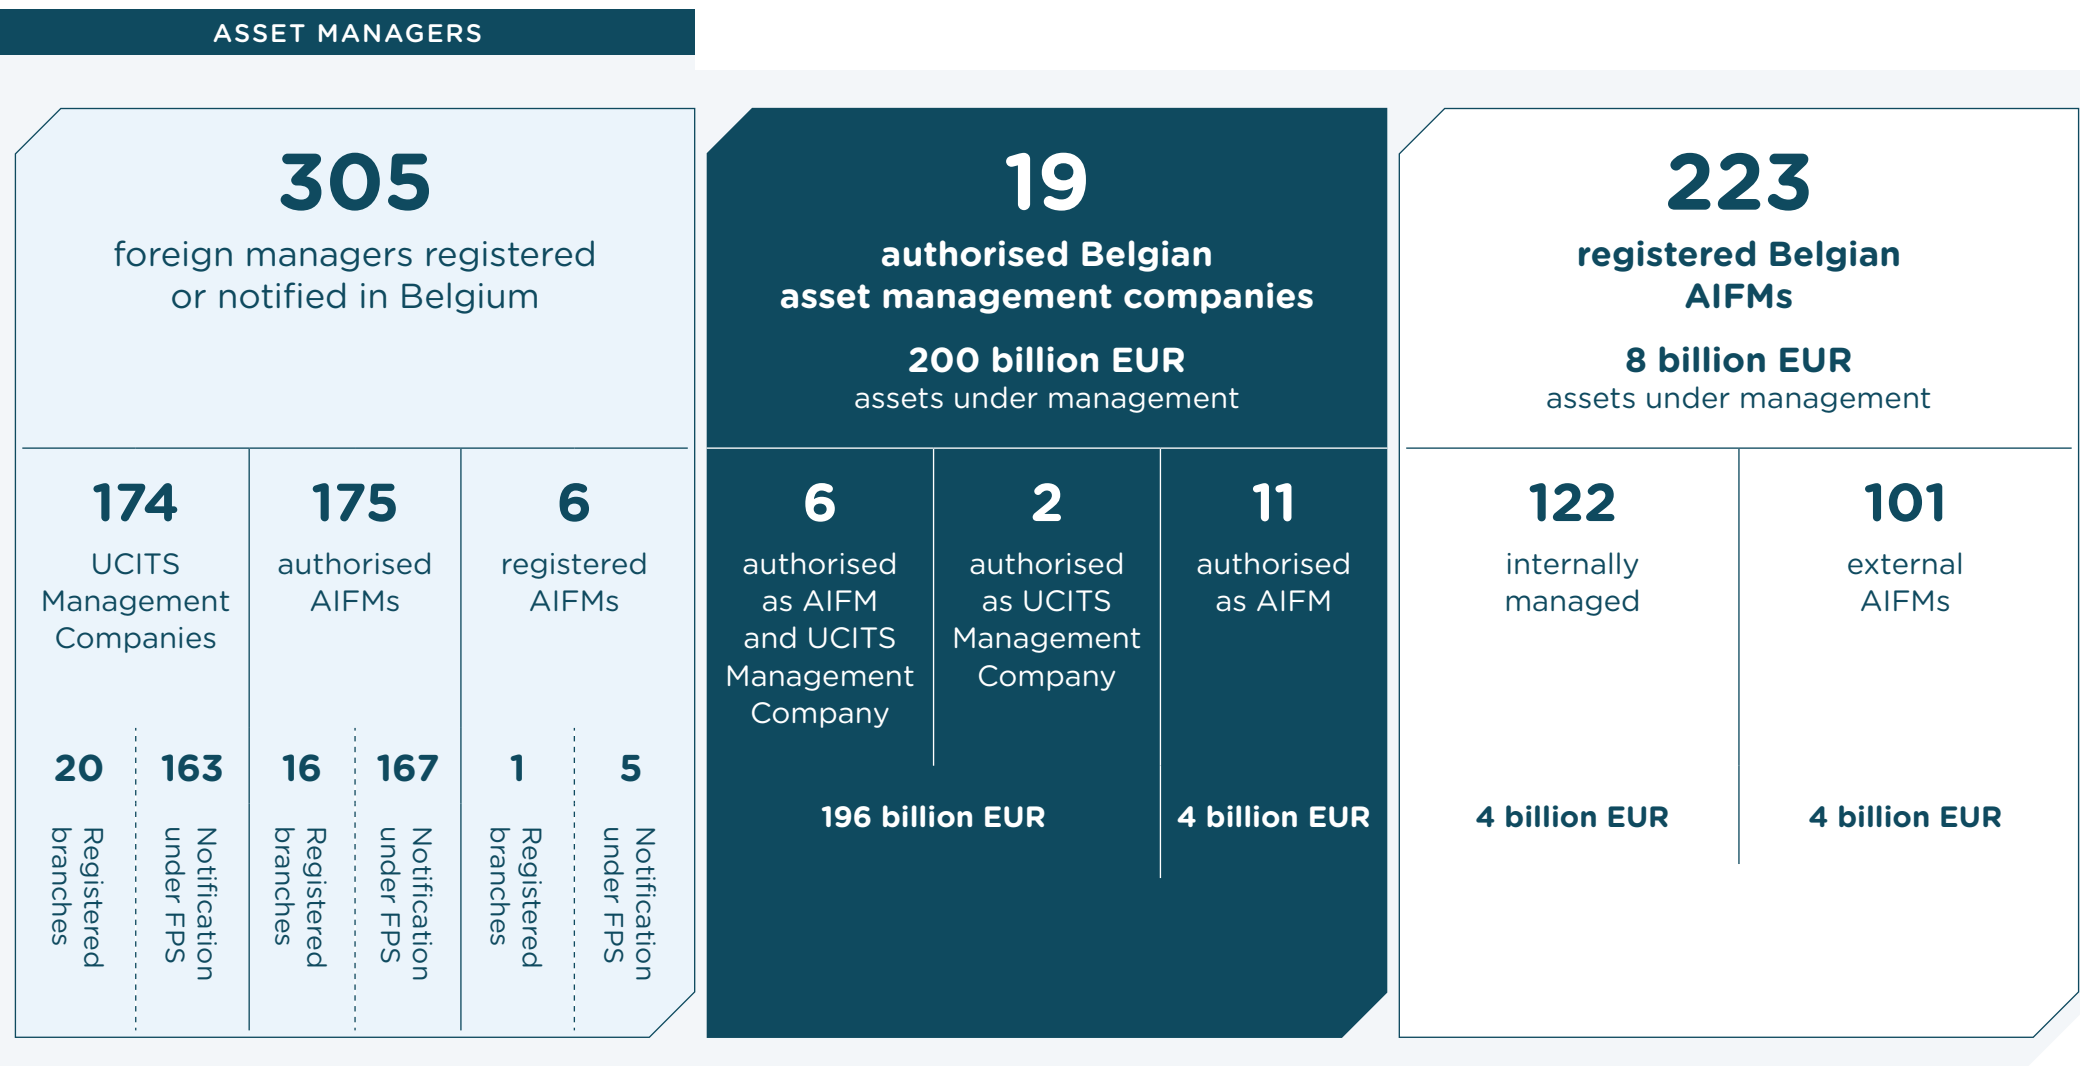 ASSET MANAGERS
305
foreign managers registered
or notified in Belgium
174
UCITS
Management
Companies
20
Registered
branches
163
Notification
under FPS
175
authorised
AIFMs
16
Registered
branches
167
Notification
under FPS
6
registered
AIFMs
1
Registered
branches
5
Notification
under FPS
19
authorised Belgian
asset management companies
200 billion EUR
assets under management
6
authorised
as AIFM
and UCITS
Management
Company
2
authorised
as UCITS
Management
Company
196 billion EUR
11
authorised
as AIFM
4 billion EUR
223
registered Belgian
AIFMs
8 billion EUR
assets under management
122
internally
managed
4 billion EUR
101
external
AIFMs
4 billion EUR